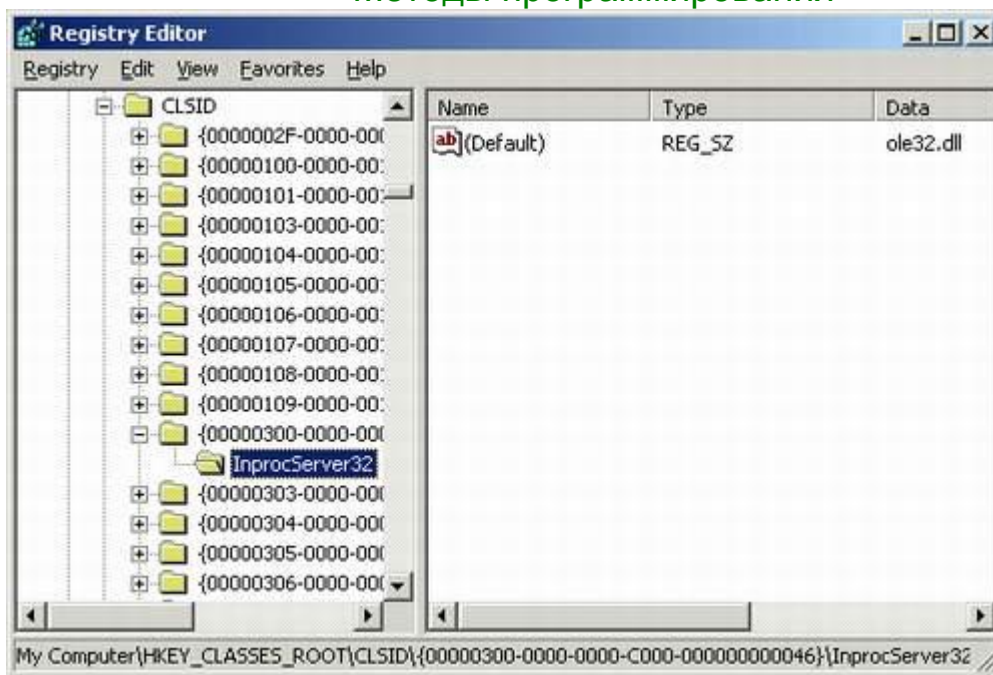 Методы программирования
Registry Editor
Registry Edit View Favorites Help
CLSID
{0000002F-0000-000
{00000100-0000-00
{00000101-0000-00
{00000103-0000-00
{00000104-0000-00
{00000105-0000-00
{00000106-0000-00
{00000107-0000-00
{00000108-0000-00
{00000109-0000-00
{00000300-0000-000
InprocServer32
{00000303-0000-000
{00000304-0000-000
{00000305-0000-000
{00000306-0000-000
Name Type Data
ab (Default) REG_SZ ole32.dll
My Computer\HKEY_CLASSES_ROOT\CLSID\{00000300-0000-0000-C000-000000000046}\InprocServer32